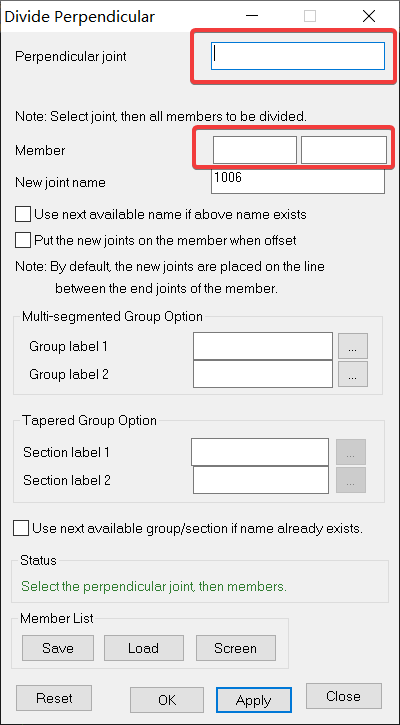 Divide Perpendicular
Perpendicular joint
Note: Select joint, then all members to be divided.
Member
New joint name 1006
Use next available name if above name exists
Put the new joints on the member when offset
Note: By default, the new joints are placed on the line
between the end joints of the member.
Multi-segmented Group Option
Group label 1 ...
Group label 2 ...
Tapered Group Option
Section label 1 ...
Section label 2 ...
Use next available group/section if name already exists.
Status
Select the perpendicular joint, then members.
Member List
Save Load Screen
Reset OK Apply Close